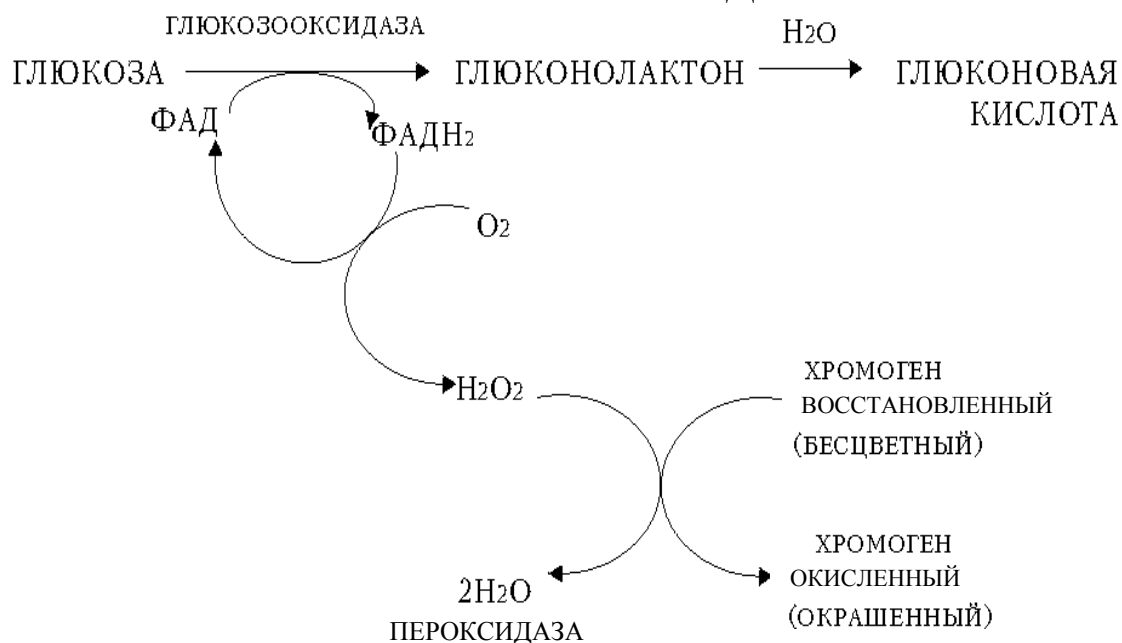 ГЛЮКОЗООКСИДАЗА
H2O
ГЛЮКОЗА
ГЛЮКОНОЛАКТОН
ГЛЮКОНОВАЯ
КИСЛОТА
ФАД
ФАДН2
O2
H2O2
ХРОМОГЕН
ВОССТАНОВЛЕННЫЙ
(БЕСЦВЕТНЫЙ)
ХРОМОГЕН
ОКИСЛЕННЫЙ
(ОКРАШЕННЫЙ)
2H2O
ПЕРОКСИДАЗА